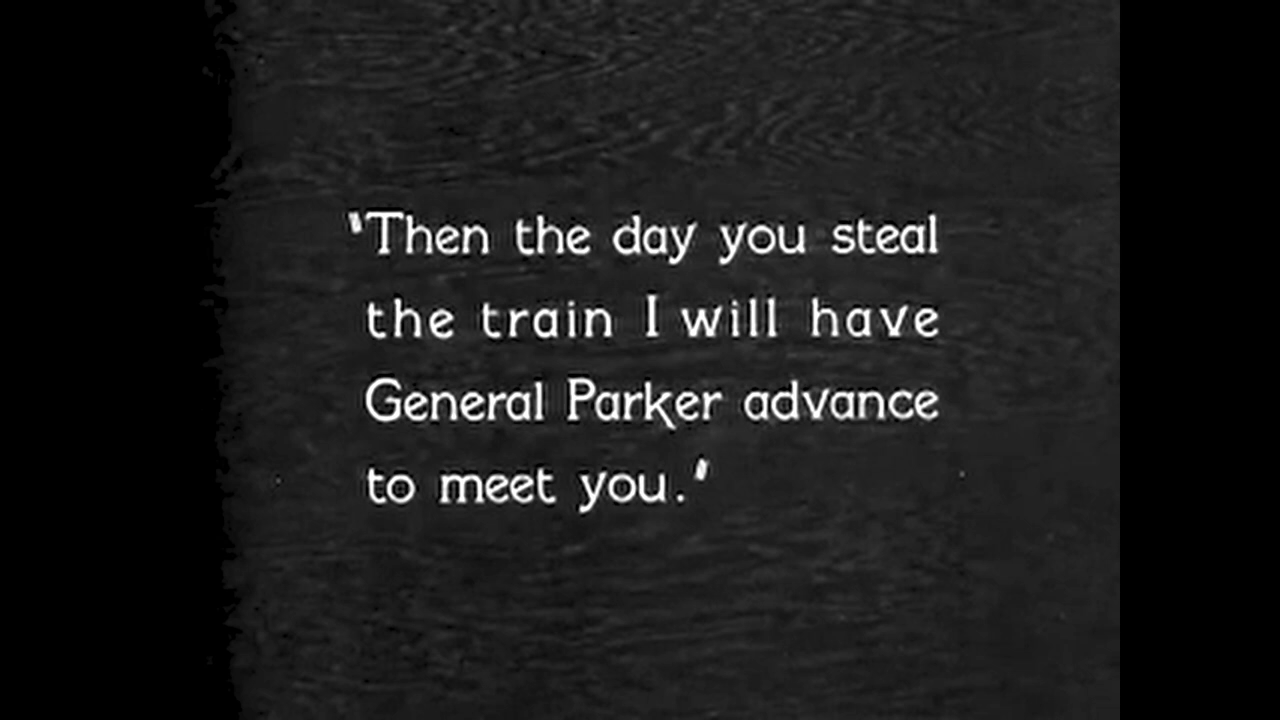 "Then the day you steal
the train I will have
General Parker advance
to meet you."